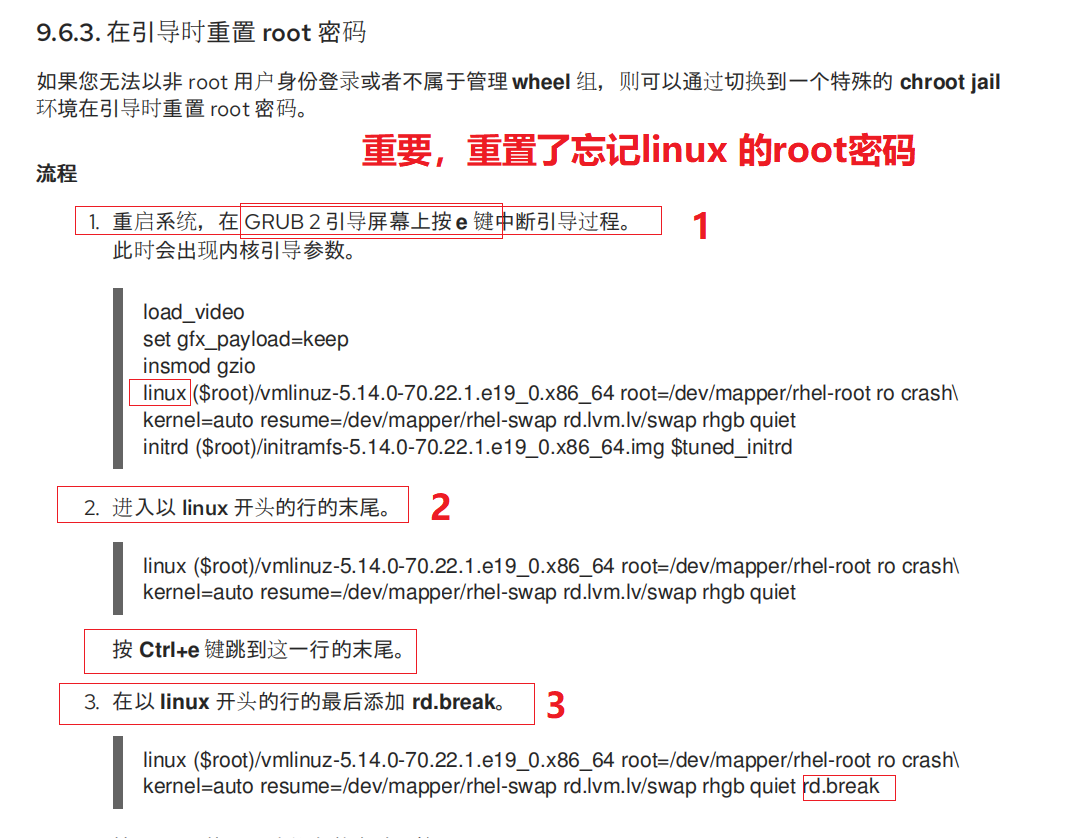 9.6.3. 在引导时重置 root 密码
如果您无法以非 root 用户身份登录或者不属于管理 wheel 组，则可以通过切换到一个特殊的 chroot jail
环境在引导时重置 root 密码。
重要，重置了忘记linux 的root密码
流程
1. 重启系统，在 GRUB 2 引导屏幕上按 e 键中断引导过程。 1
此时会出现内核引导参数。
load_video
set gfx_payload=keep
insmod gzio
linux ($root)/vmlinuz-5.14.0-70.22.1.e19_0.x86_64 root=/dev/mapper/rhel-root ro crash\
kernel=auto resume=/dev/mapper/rhel-swap rd.lvm.lv/swap rhgb quiet
initrd ($root)/initramfs-5.14.0-70.22.1.e19_0.x86_64.img $tuned_initrd
2. 进入以 linux 开头的行的末尾。 2
linux ($root)/vmlinuz-5.14.0-70.22.1.e19_0.x86_64 root=/dev/mapper/rhel-root ro crash\
kernel=auto resume=/dev/mapper/rhel-swap rd.lvm.lv/swap rhgb quiet
按 Ctrl+e 键跳到这一行的末尾。
3. 在以 linux 开头的行的最后添加 rd.break。 3
linux ($root)/vmlinuz-5.14.0-70.22.1.e19_0.x86_64 root=/dev/mapper/rhel-root ro crash\
kernel=auto resume=/dev/mapper/rhel-swap rd.lvm.lv/swap rhgb quiet rd.break